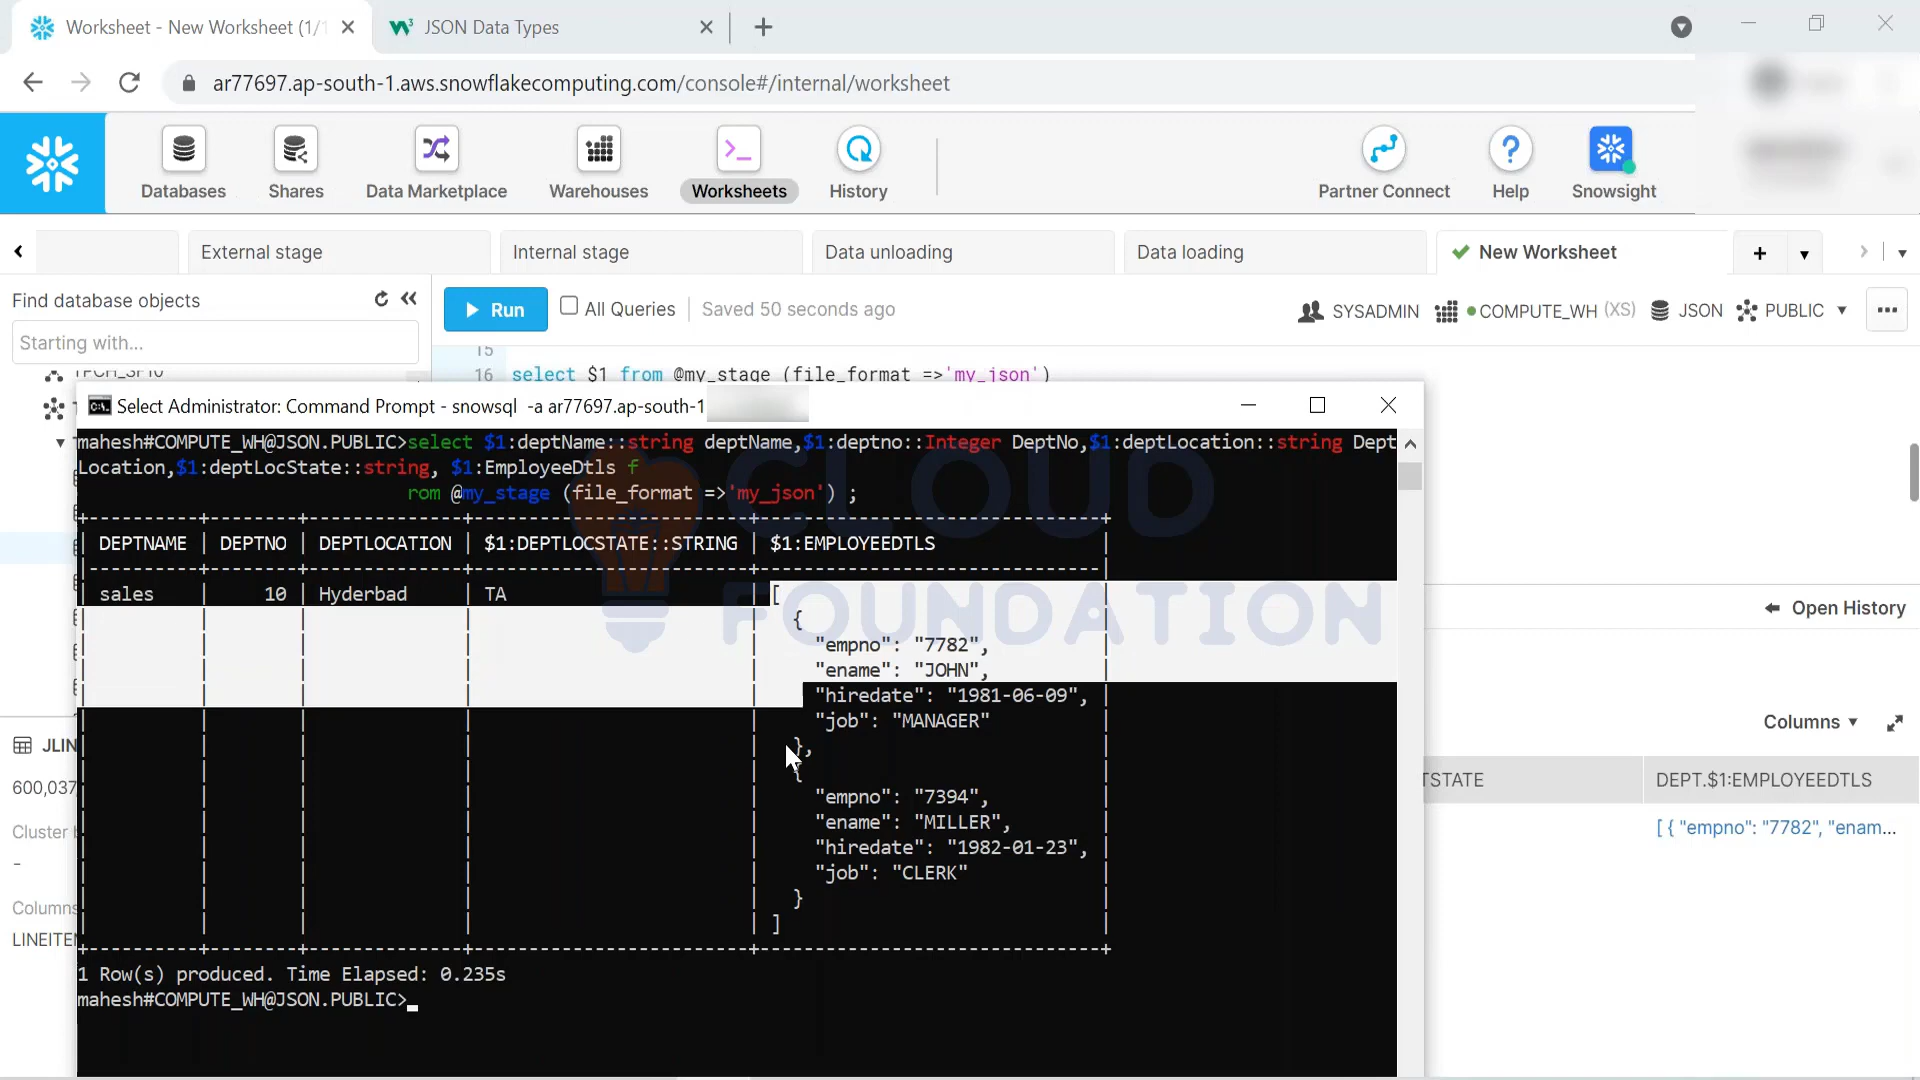 Worksheet - New Worksheet (1/1
JSON Data Types
ar77697.ap-south-1.aws.snowflakecomputing.com/console#/internal/worksheet
Databases
Shares
Data Marketplace
Warehouses
Worksheets
History
Partner Connect
Help
Snowsight
External stage
Internal stage
Data unloading
Data loading
New Worksheet
Find database objects
Starting with...
Run
All Queries
Saved 50 seconds ago
SYSADMIN
COMPUTE_WH (XS)
JSON
PUBLIC
TPCH_SF10
15
16 select $1 from @my_stage (file_format =>'my_json')
Select Administrator: Command Prompt - snowsql -a ar77697.ap-south-1
mahesh#COMPUTE_WH@JSON.PUBLIC>select $1:deptName::string deptName,$1:deptno::Integer DeptNo,$1:deptLocation::string Dept
Location,$1:deptLocState::string, $1:EmployeeDtls f
rom @my_stage (file_format =>'my_json') ;
+----------+--------+--------------+-------------------------+-------------------------------+
| DEPTNAME | DEPTNO | DEPTLOCATION | $1:DEPTLOCSTATE::STRING | $1:EMPLOYEEDTLS |
|----------+--------+--------------+-------------------------+-------------------------------|
| sales | 10 | Hyderbad | TA | [
{
"empno": "7782",
"ename": "JOHN",
"hiredate": "1981-06-09",
"job": "MANAGER"
},
{
"empno": "7394",
"ename": "MILLER",
"hiredate": "1982-01-23",
"job": "CLERK"
}
]
1 Row(s) produced. Time Elapsed: 0.235s
mahesh#COMPUTE_WH@JSON.PUBLIC>
CLOUD
FOUNDATION
Open History
Columns
JLIN
600,037
Cluster
-
Columns
LINEITE
TSTATE
DEPT.$1:EMPLOYEEDTLS
[ { "empno": "7782", "enam...